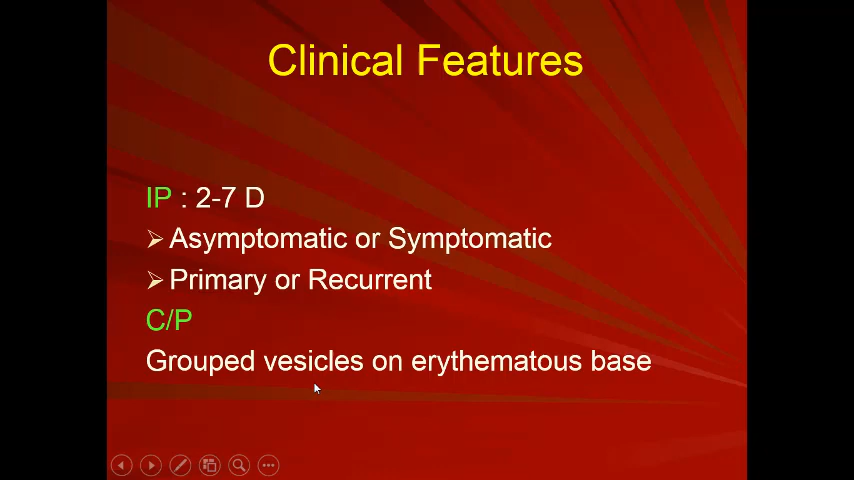 Clinical Features
IP : 2-7 D
Asymptomatic or Symptomatic
Primary or Recurrent
C/P
Grouped vesicles on erythematous base